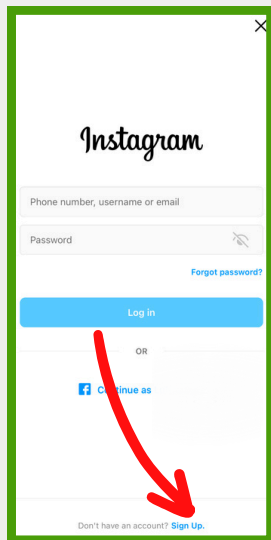 Instagram
Phone number, username or email
Password
Forgot password?
Log in
OR
Continue as
Don't have an account? Sign Up.